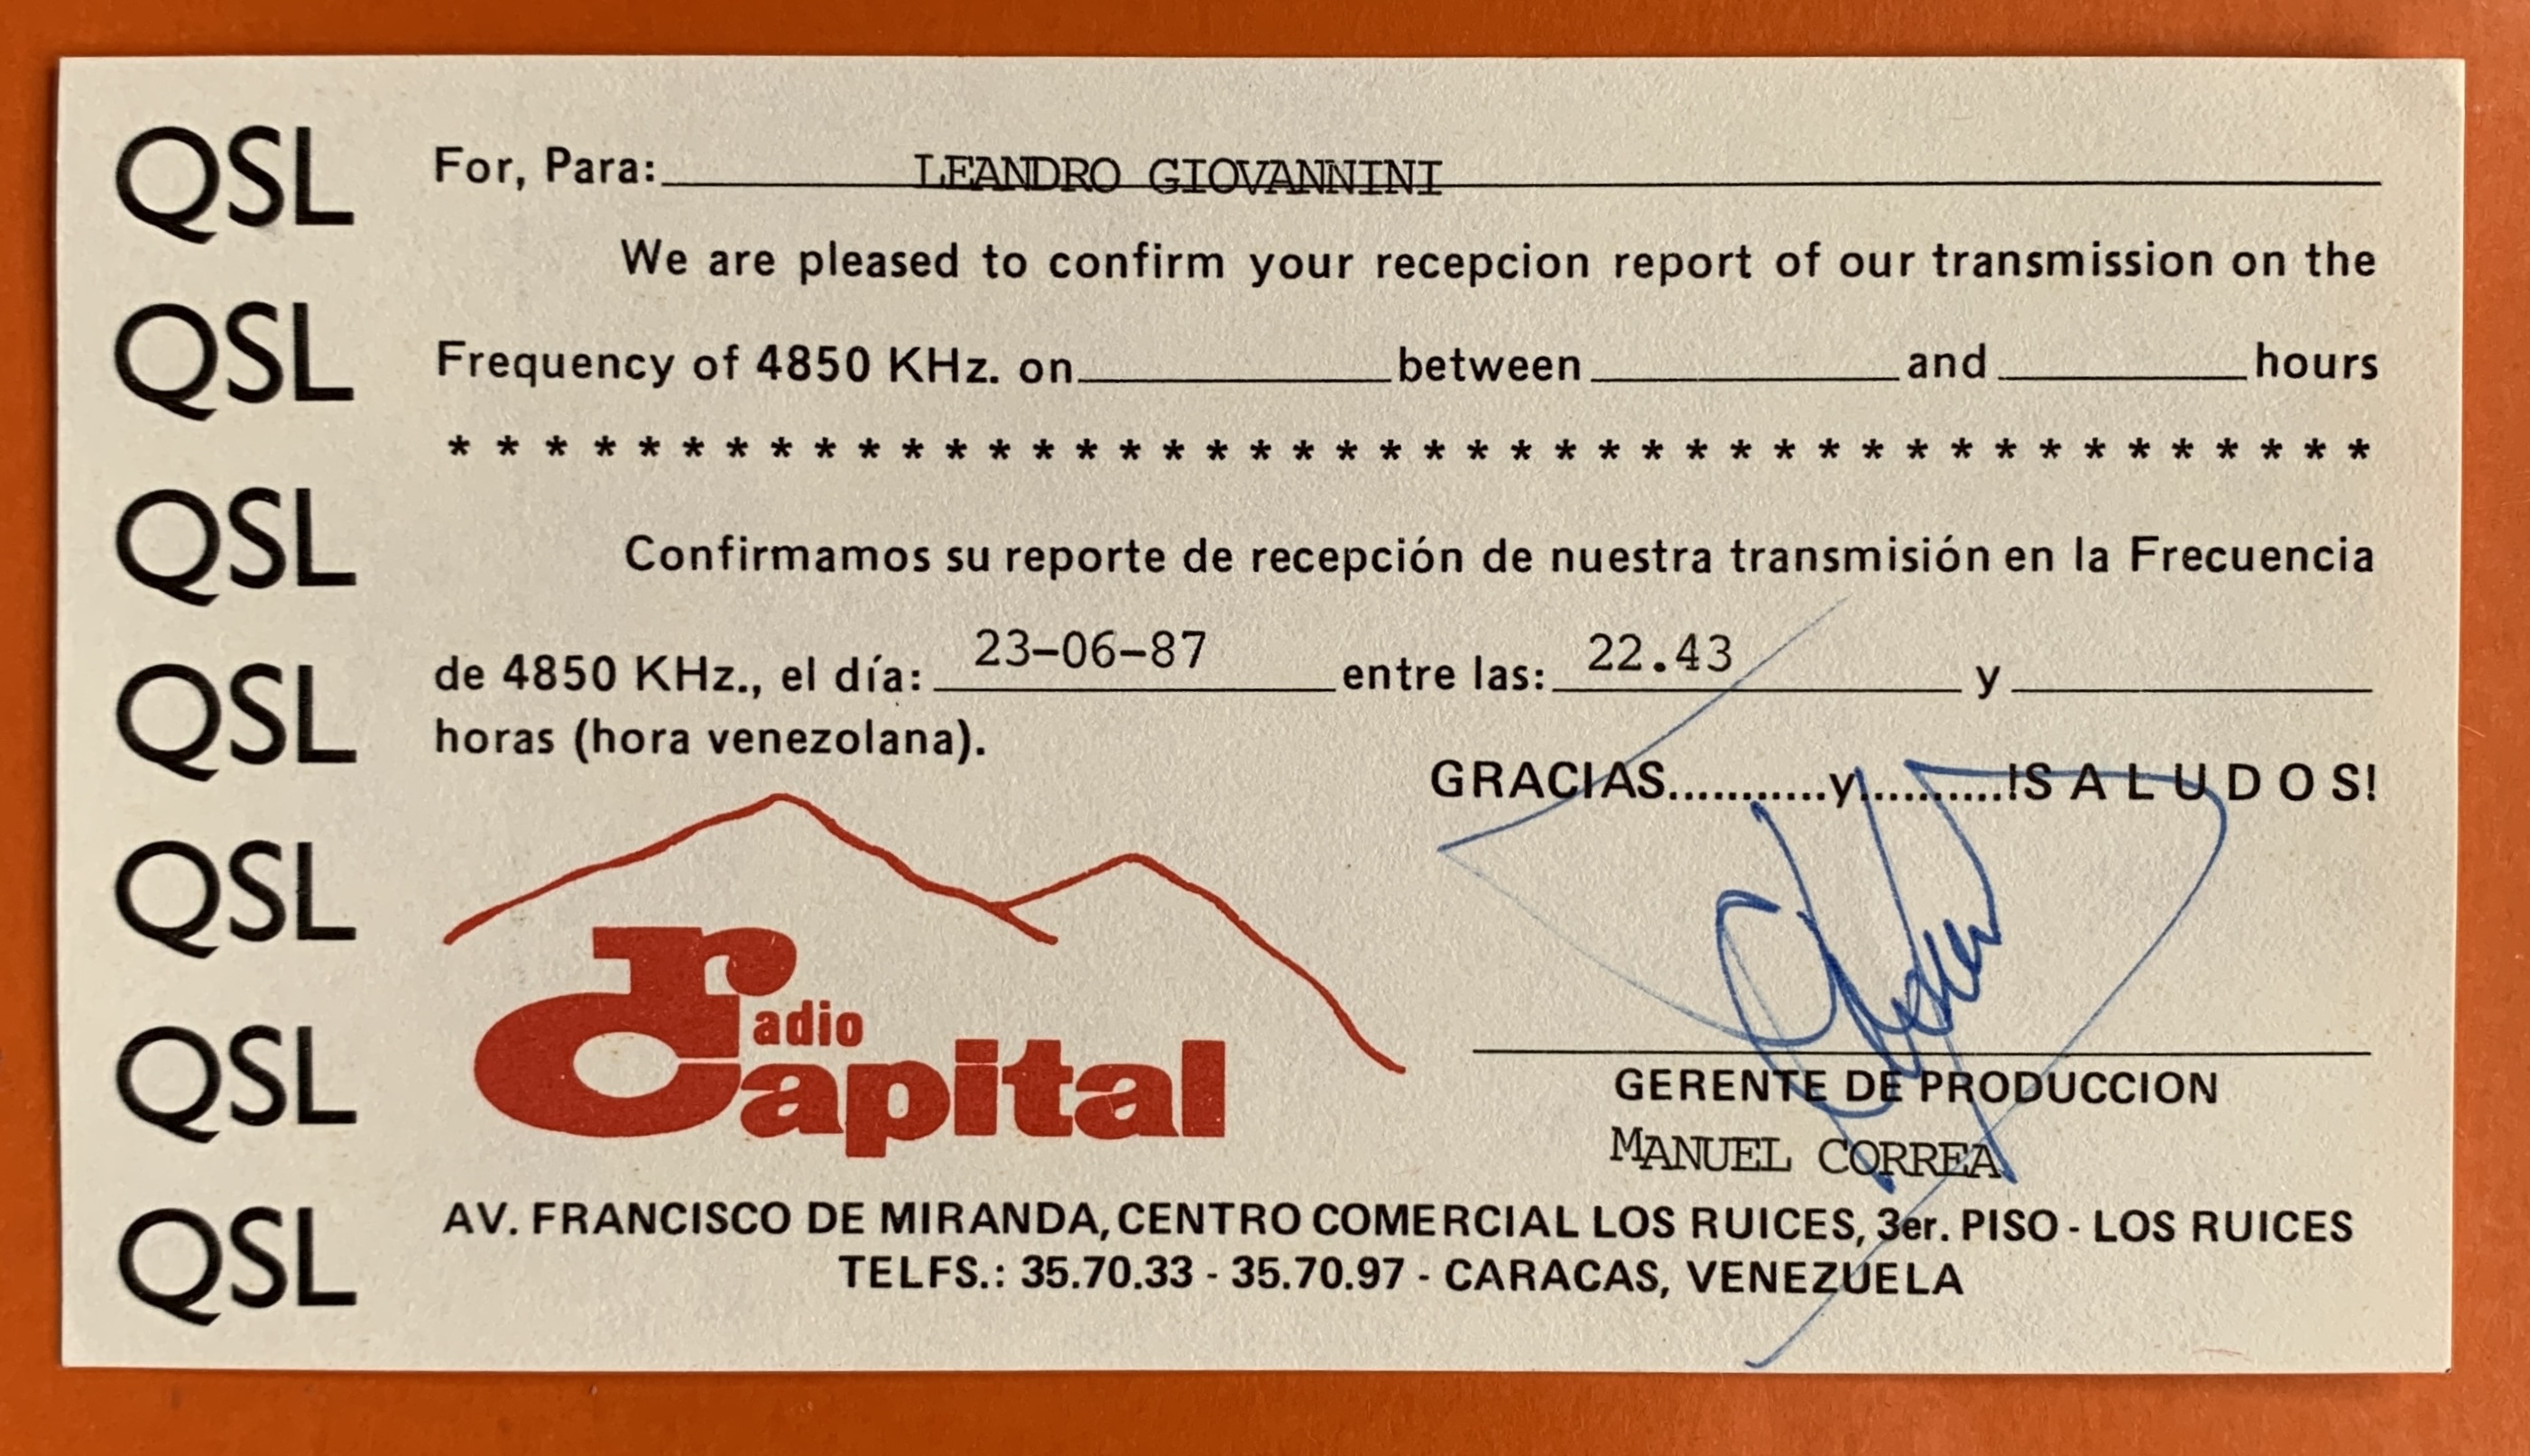 QSL
QSL
QSL
QSL
QSL
QSL
QSL
For, Para: LEANDRO GIOVANNINI
We are pleased to confirm your recepcion report of our transmission on the
Frequency of 4850 KHz. on__________between__________and__________hours
* * * * * * * * * * * * * * * * * * * * * * * * * * * * * * * * * * * * * * * * * * * *
Confirmamos su reporte de recepción de nuestra transmisión en la Frecuencia
de 4850 KHz., el día: 23-06-87 entre las: 22.43 y__________
horas (hora venezolana).
GRACIAS...........y..........!S A L U D O S!
radio
Capital
GERENTE DE PRODUCCION
MANUEL CORREA
AV. FRANCISCO DE MIRANDA, CENTRO COMERCIAL LOS RUICES, 3er. PISO - LOS RUICES
TELFS.: 35.70.33 - 35.70.97 - CARACAS, VENEZUELA